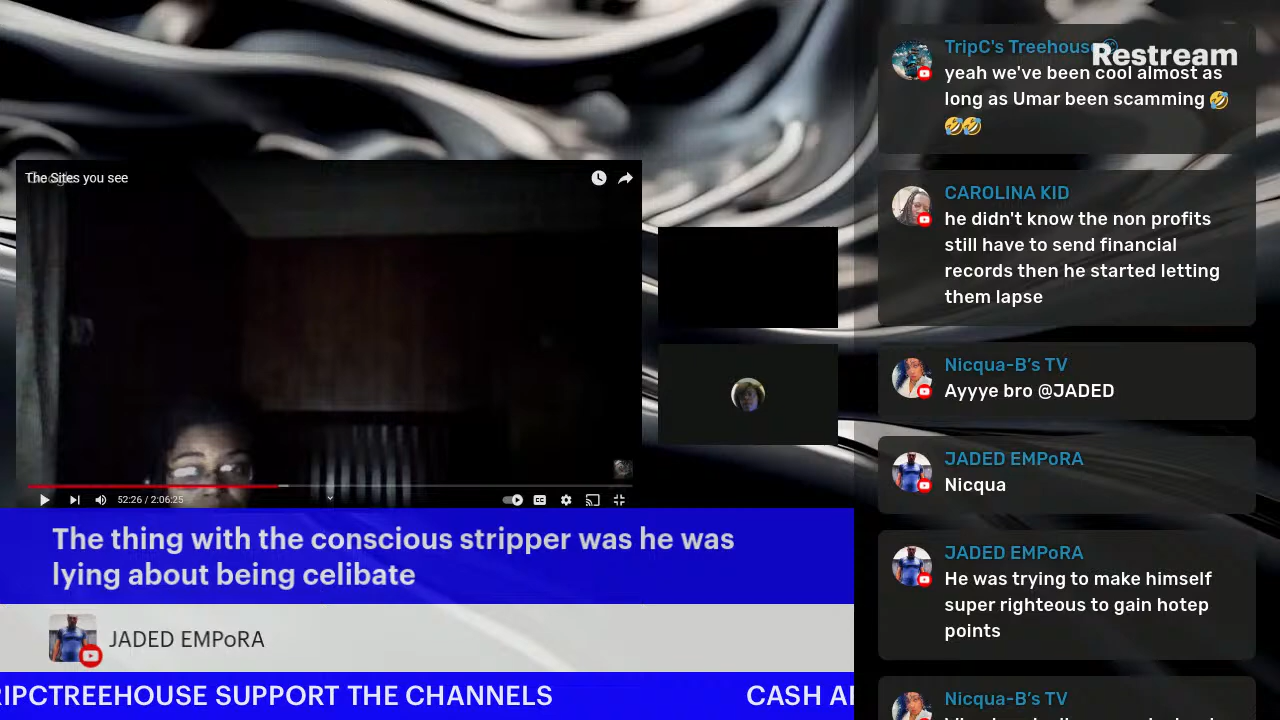 The Sites you see
52:26 / 2:06:25
CC
The thing with the conscious stripper was he was
lying about being celibate
JADED EMPoRA
RIPCTREEHOUSE SUPPORT THE CHANNELS
CASH A
Restream
TripC's Treehouse
yeah we've been cool almost as
long as Umar been scamming 🤣
🤣🤣
CAROLINA KID
he didn't know the non profits
still have to send financial
records then he started letting
them lapse
Nicqua-B’s TV
Ayyye bro @JADED
JADED EMPoRA
Nicqua
JADED EMPoRA
He was trying to make himself
super righteous to gain hotep
points
Nicqua-B’s TV